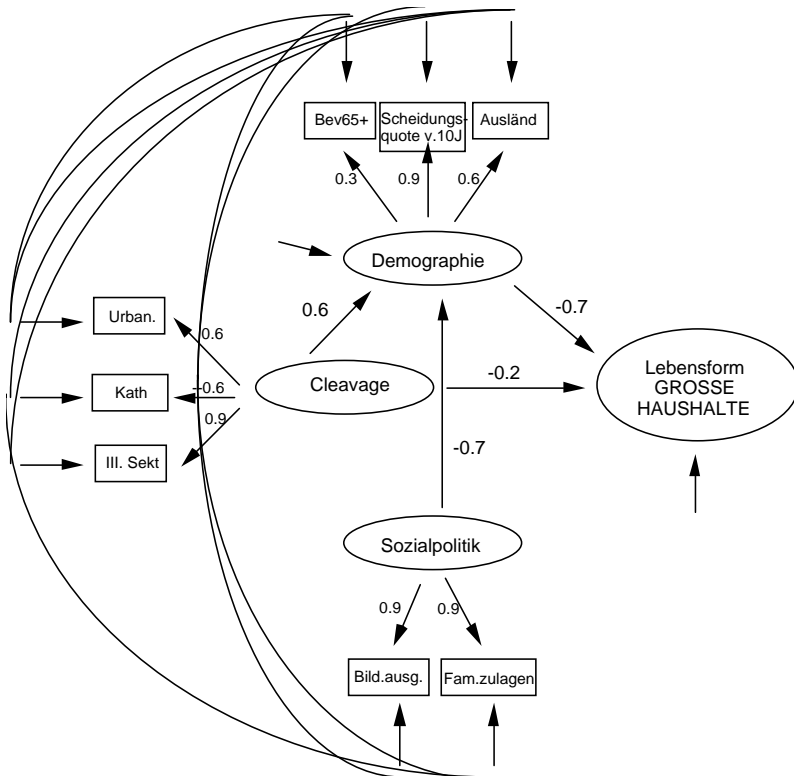 Bev65+
Scheidungs-
quote v.10J
Ausländ
0.3
0.9
0.6
Demographie
Urban.
0.6
0.6
-0.7
Kath
--0.6
Cleavage
-0.2
Lebensform
GROSSE
HAUSHALTE
0.9
III. Sekt
-0.7
Sozialpolitik
0.9
0.9
Bild.ausg.
Fam.zulagen